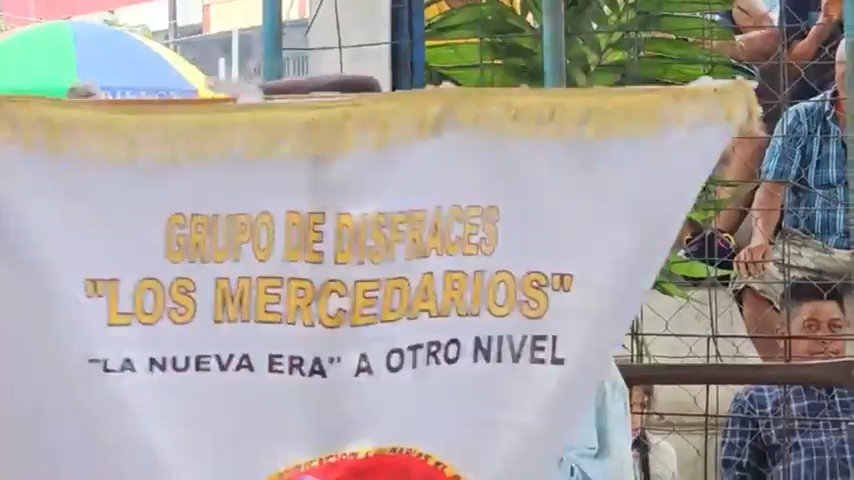 GRUPO DE DISFRACES
"LOS MERCEDARIOS"
"LA NUEVA ERA" A OTRO NIVEL